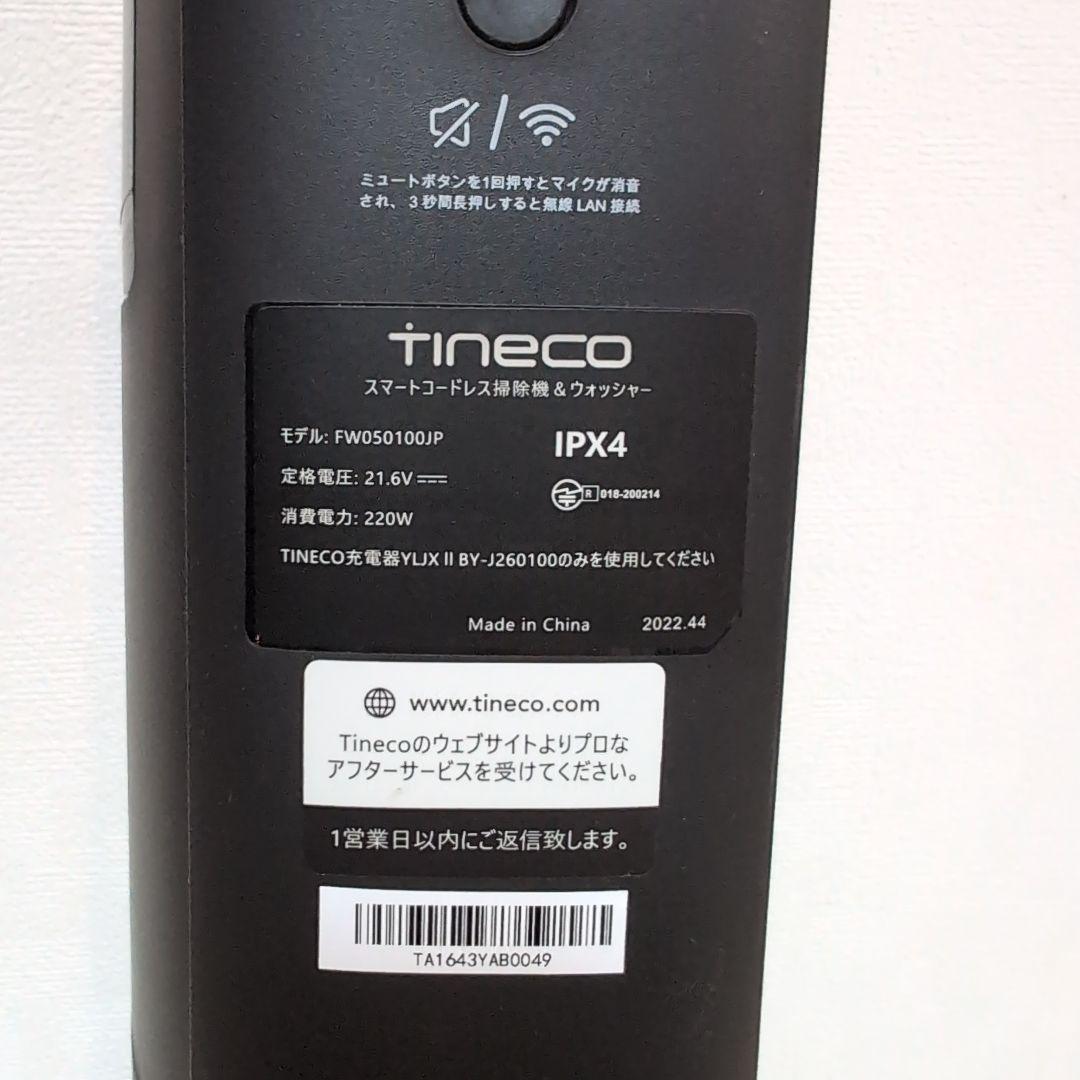 ミュートボタンを1回押すとマイクが消音
され、3秒間長押しすると無線 LAN 接続
TINECO
スマートコードレス掃除機＆ウォッシャー
モデル: FW050100JP
IPX4
定格電圧: 21.6V
R 018-200214
消費電力: 220W
TINECO充電器YLJX II BY-J260100のみを使用してください
Made in China 2022.44
www.tineco.com
Tinecoのウェブサイトよりプロな
アフターサービスを受けてください。
1営業日以内にご返信致します。
TA1643YAB0049